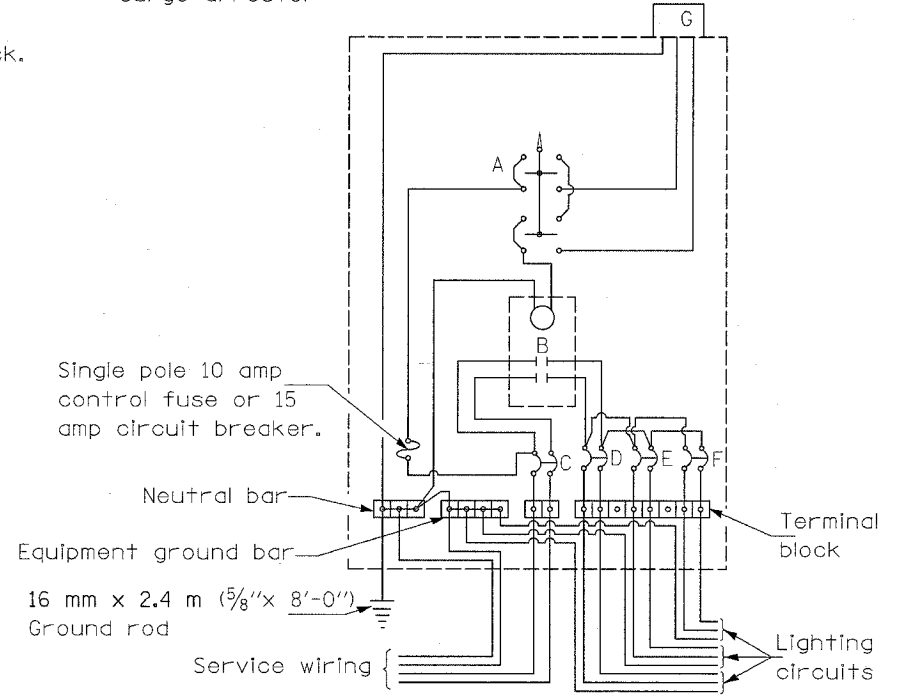 G
A
B
Single pole 10 amp
control fuse or 15
amp circuit breaker.
C
D
E
F
Neutral bar
Equipment ground bar
Terminal
block
16 mm x 2.4 m (5/8"x 8'-0")
Ground rod
Service wiring
Lighting
circuits